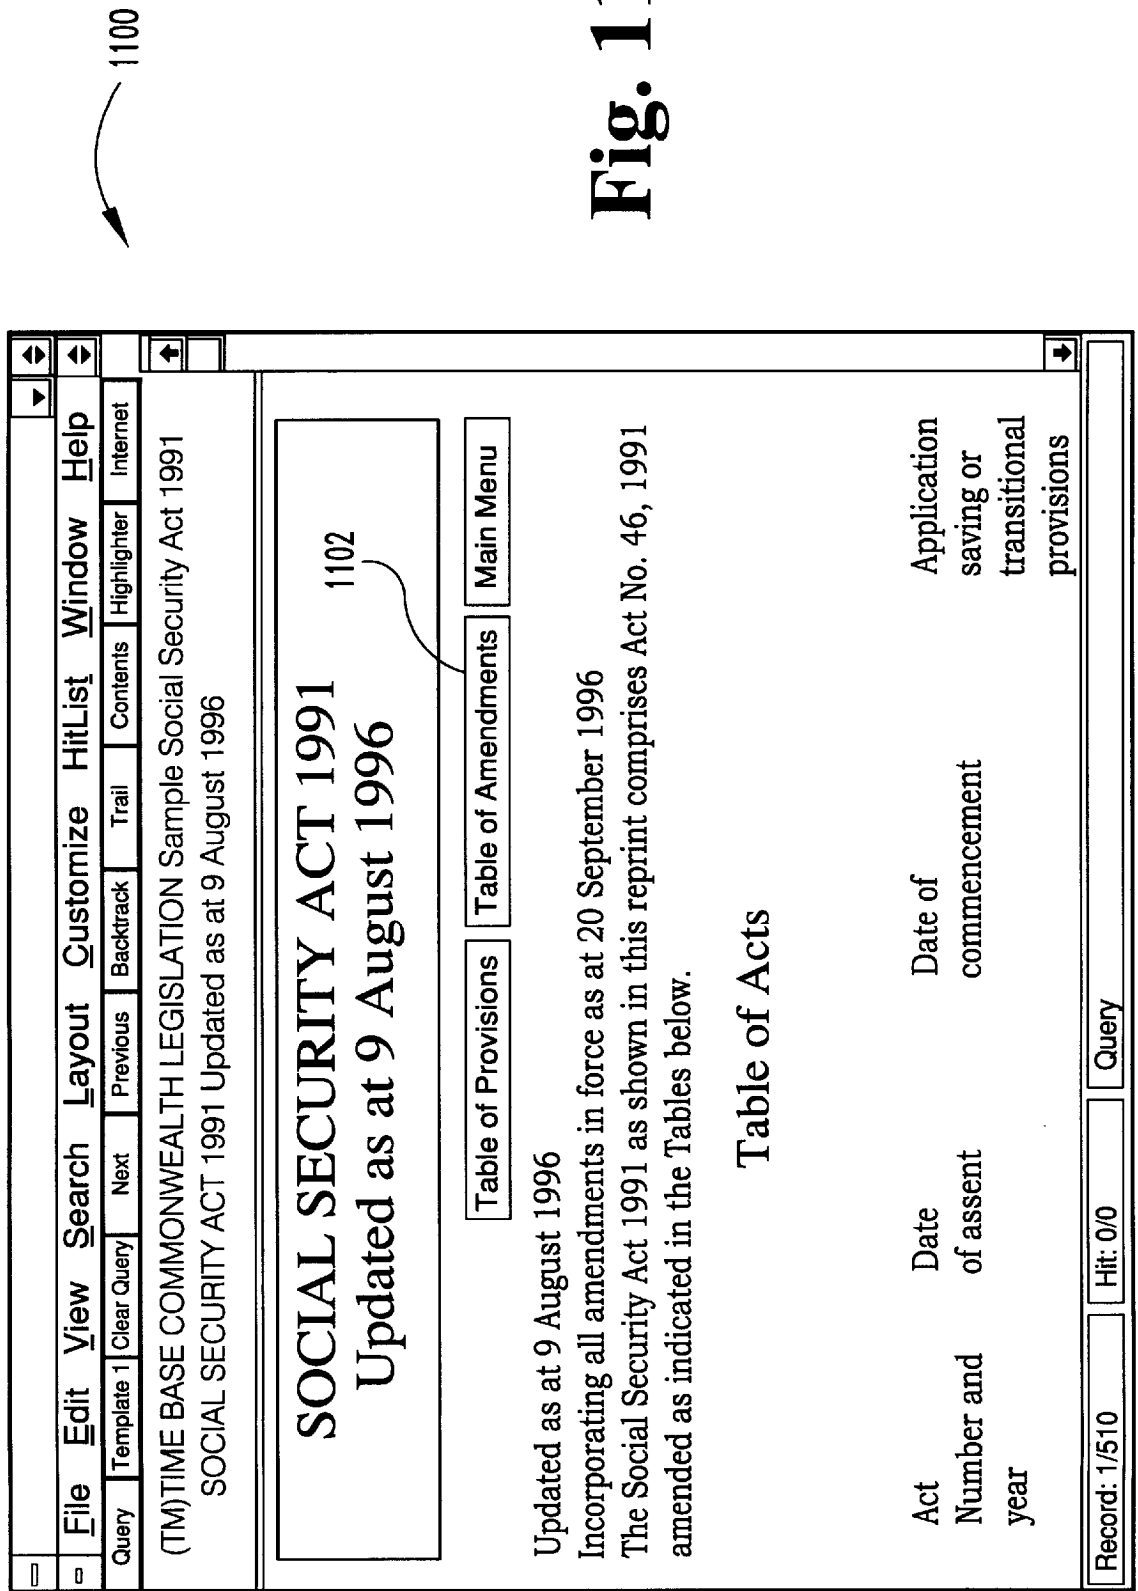 File Edit View Search Layout Customize HitList Window Help
Query Template 1 Clear Query Next Previous Backtrack Trail Contents Highlighter Internet
(TM)TIME BASE COMMONWEALTH LEGISLATION Sample Social Security Act 1991
SOCIAL SECURITY ACT 1991 Updated as at 9 August 1996
SOCIAL SECURITY ACT 1991
Updated as at 9 August 1996
1102
Table of Provisions Table of Amendments Main Menu
Updated as at 9 August 1996
Incorporating all amendments in force as at 20 September 1996
The Social Security Act 1991 as shown in this reprint comprises Act No. 46, 1991
amended as indicated in the Tables below.
Table of Acts
Act Date Date of Application
Number and of assent commencement saving or
year transitional
provisions
Record: 1/510 Hit: 0/0 Query
1100
Fig.